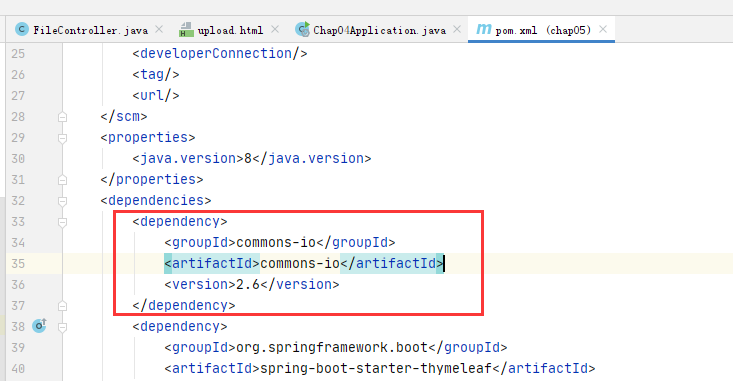 FileController.java upload.html Chap04Application.java pom.xml (chap05)
25 <developerConnection/>
26 <tag/>
27 <url/>
28 </scm>
29 <properties>
30 <java.version>8</java.version>
31 </properties>
32 <dependencies>
33 <dependency>
34 <groupId>commons-io</groupId>
35 <artifactId>commons-io</artifactId>
36 <version>2.6</version>
37 </dependency>
38 <dependency>
39 <groupId>org.springframework.boot</groupId>
40 <artifactId>spring-boot-starter-thymeleaf</artifactId>